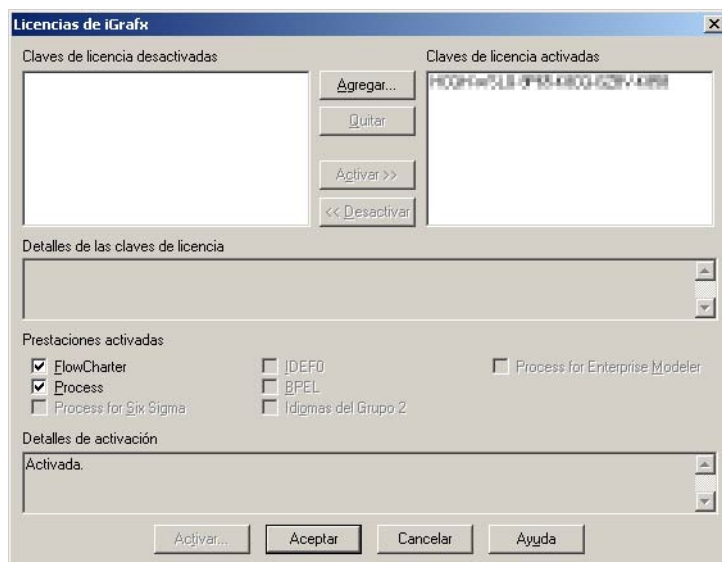 Licencias de iGrafx
Claves de licencia desactivadas
Claves de licencia activadas
Agregar...
Quitar
Activar >>
<< Desactivar
Detalles de las claves de licencia
Prestaciones activadas
FlowCharter
IDEF0
Process for Enterprise Modeler
Process
BPEL
Process for Six Sigma
Idiomas del Grupo 2
Detalles de activación
Activada.
Activar...
Aceptar
Cancelar
Ayuda